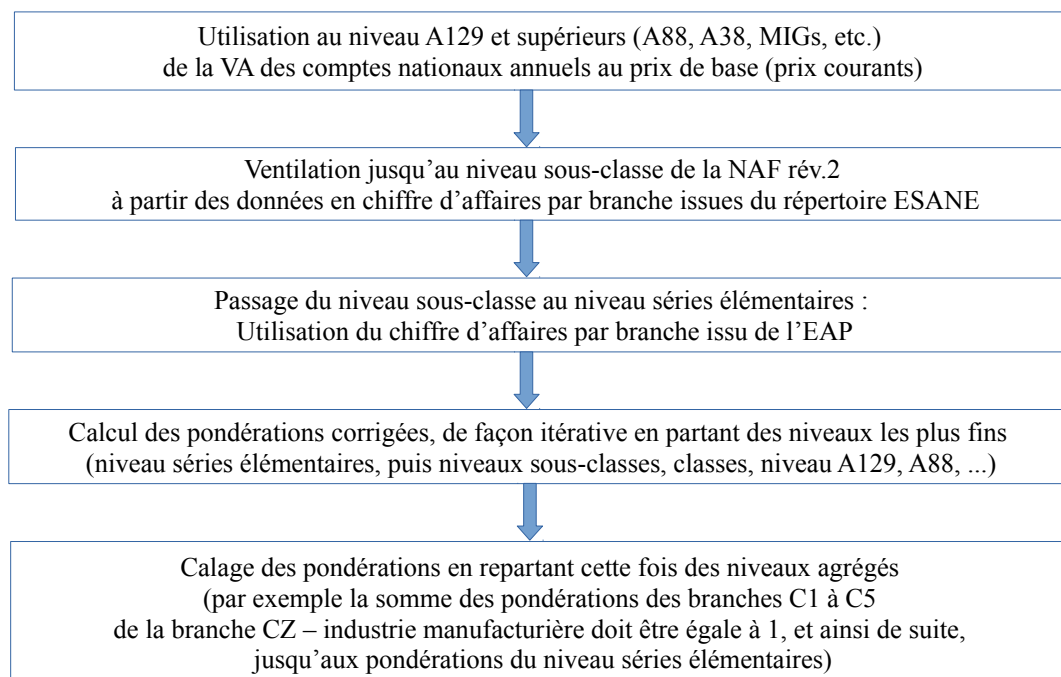 Utilisation au niveau A129 et supérieurs (A88, A38, MIGs, etc.)
de la VA des comptes nationaux annuels au prix de base (prix courants)
Ventilation jusqu’au niveau sous-classe de la NAF rév.2
à partir des données en chiffre d’affaires par branche issues du répertoire ESANE
Passage du niveau sous-classe au niveau séries élémentaires :
Utilisation du chiffre d’affaires par branche issu de l’EAP
Calcul des pondérations corrigées, de façon itérative en partant des niveaux les plus fins
(niveau séries élémentaires, puis niveaux sous-classes, classes, niveau A129, A88, ...)
Calage des pondérations en repartant cette fois des niveaux agrégés
(par exemple la somme des pondérations des branches C1 à C5
de la branche CZ – industrie manufacturière doit être égale à 1, et ainsi de suite,
jusqu’aux pondérations du niveau séries élémentaires)